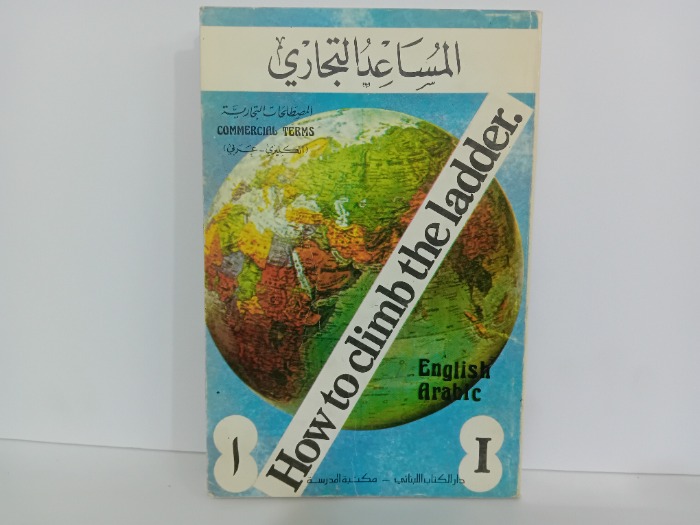 المساعد التجاري
المصطلحات التجارية
COMMERCIAL TERMS
(انكليزي - عربي)
How to climb the ladder.
English
Arabic
١
I
دار الكتاب اللبناني - مكتبة المدرسة